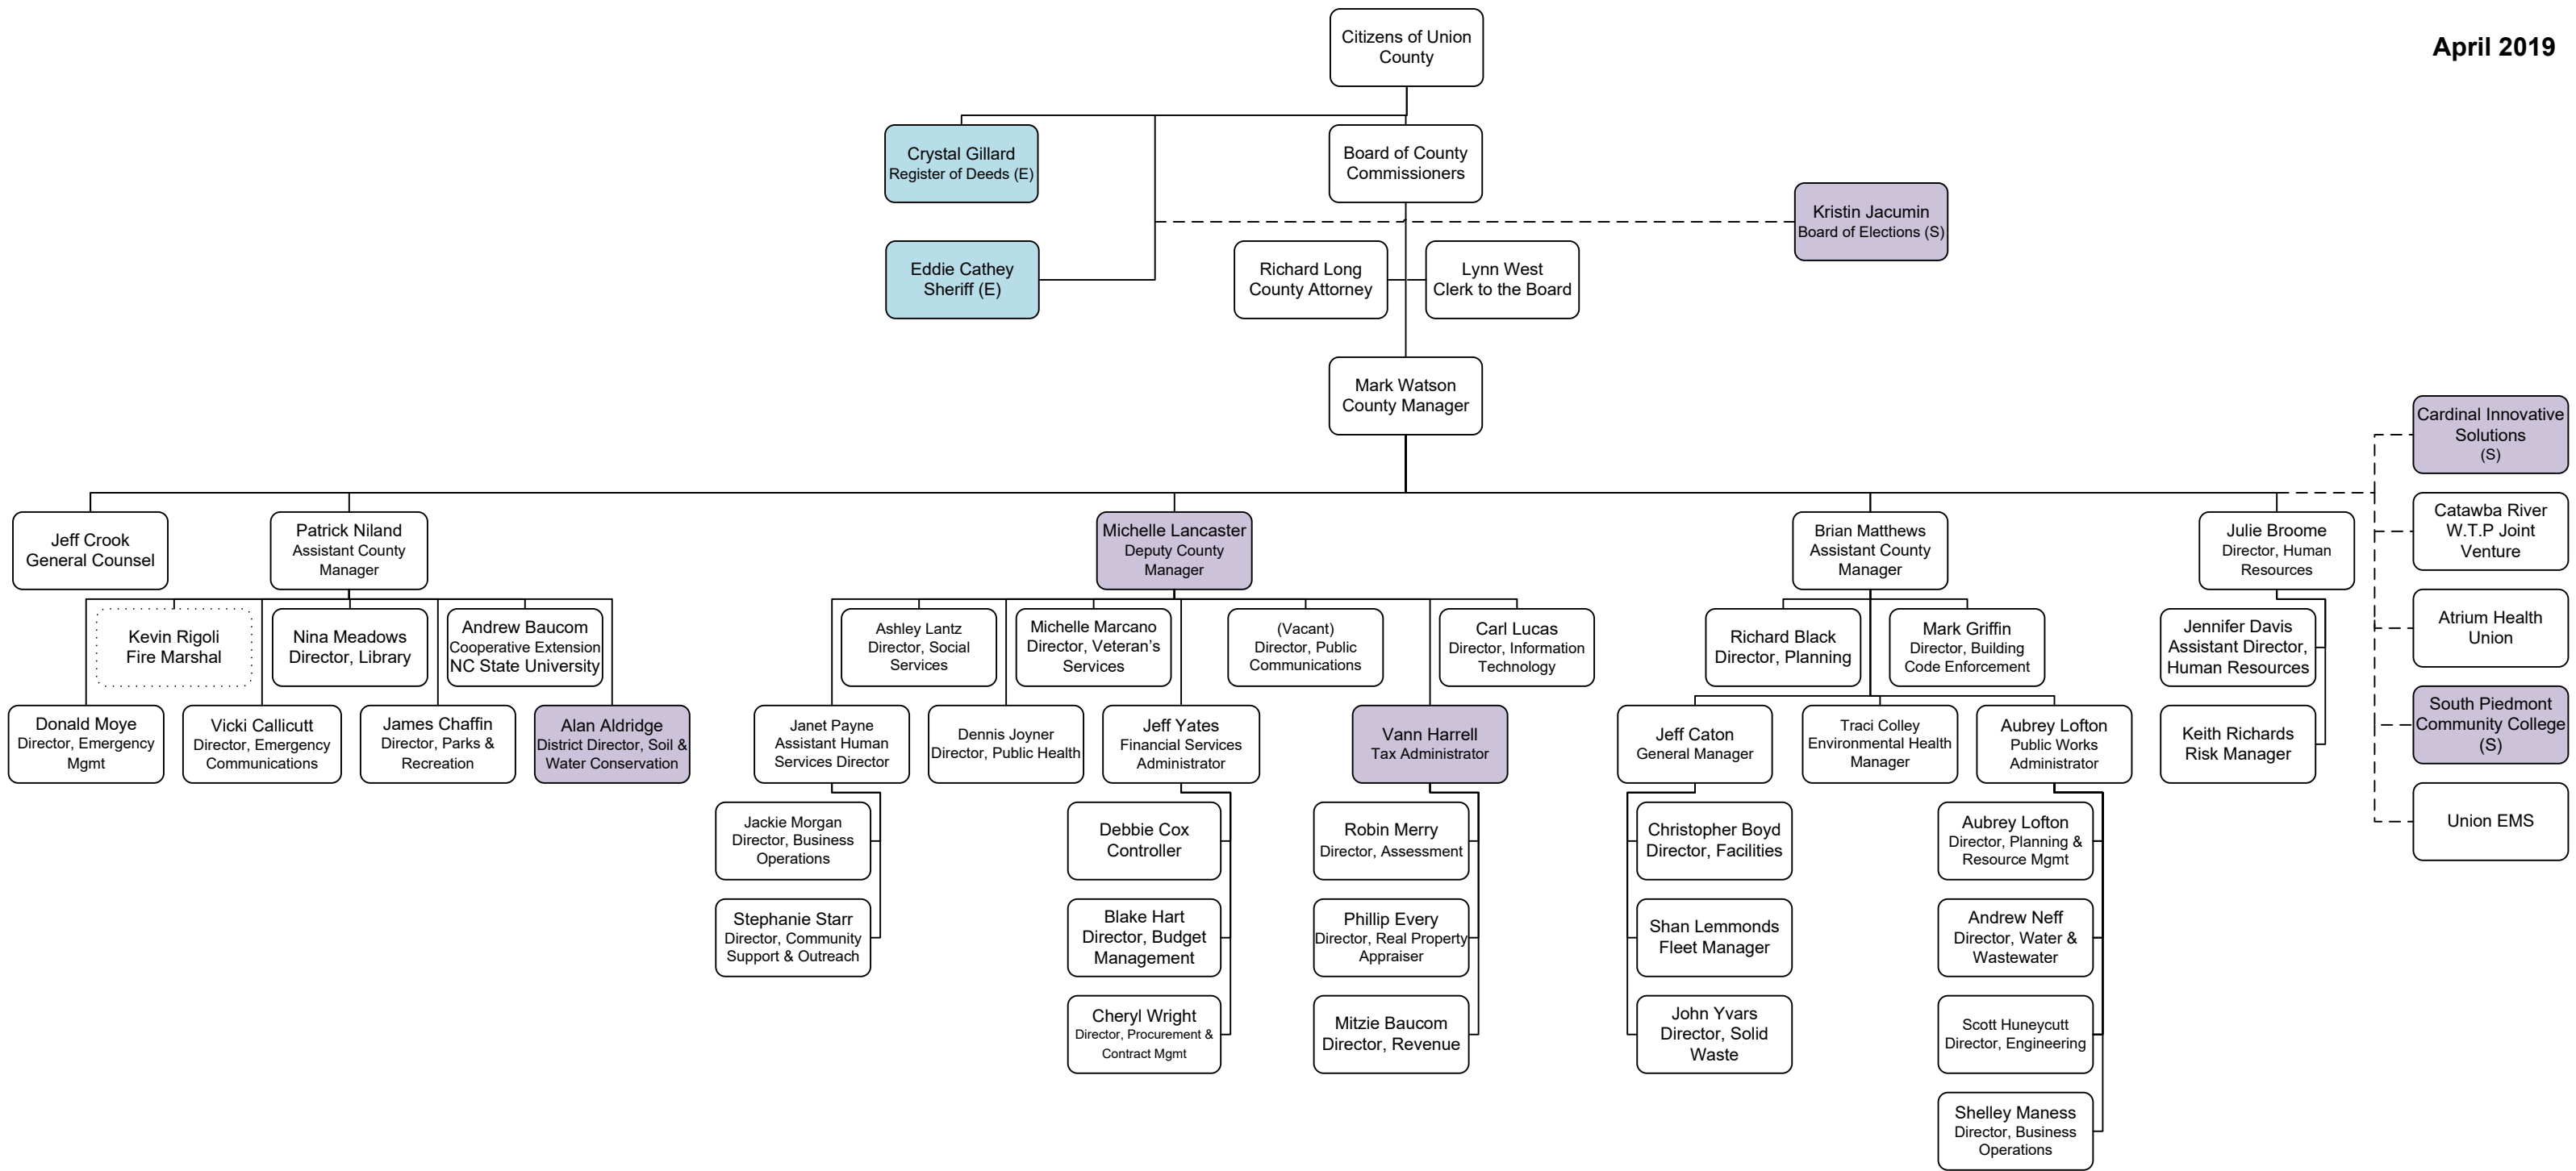 April 2019
Citizens of Union
County
Crystal Gillard
Register of Deeds (E)
Board of County
Commissioners
Kristin Jacumin
Board of Elections (S)
Eddie Cathey
Sheriff (E)
Richard Long
County Attorney
Lynn West
Clerk to the Board
Mark Watson
County Manager
Cardinal Innovative
Solutions
(S)
Catawba River
W.T.P Joint
Venture
Atrium Health
Union
South Piedmont
Community College
(S)
Union EMS
Jeff Crook
General Counsel
Patrick Niland
Assistant County
Manager
Michelle Lancaster
Deputy County
Manager
Brian Matthews
Assistant County
Manager
Julie Broome
Director, Human
Resources
Kevin Rigoli
Fire Marshal
Nina Meadows
Director, Library
Andrew Baucom
Cooperative Extension
NC State University
Ashley Lantz
Director, Social
Services
Michelle Marcano
Director, Veteran’s
Services
(Vacant)
Director, Public
Communications
Carl Lucas
Director, Information
Technology
Richard Black
Director, Planning
Mark Griffin
Director, Building
Code Enforcement
Jennifer Davis
Assistant Director,
Human Resources
Donald Moye
Director, Emergency
Mgmt
Vicki Callicutt
Director, Emergency
Communications
James Chaffin
Director, Parks &
Recreation
Alan Aldridge
District Director, Soil &
Water Conservation
Janet Payne
Assistant Human
Services Director
Dennis Joyner
Director, Public Health
Jeff Yates
Financial Services
Administrator
Vann Harrell
Tax Administrator
Jeff Caton
General Manager
Traci Colley
Environmental Health
Manager
Aubrey Lofton
Public Works
Administrator
Keith Richards
Risk Manager
Jackie Morgan
Director, Business
Operations
Debbie Cox
Controller
Robin Merry
Director, Assessment
Christopher Boyd
Director, Facilities
Aubrey Lofton
Director, Planning &
Resource Mgmt
Stephanie Starr
Director, Community
Support & Outreach
Blake Hart
Director, Budget
Management
Phillip Every
Director, Real Property
Appraiser
Shan Lemmonds
Fleet Manager
Andrew Neff
Director, Water &
Wastewater
Cheryl Wright
Director, Procurement &
Contract Mgmt
Mitzie Baucom
Director, Revenue
John Yvars
Director, Solid
Waste
Scott Huneycutt
Director, Engineering
Shelley Maness
Director, Business
Operations